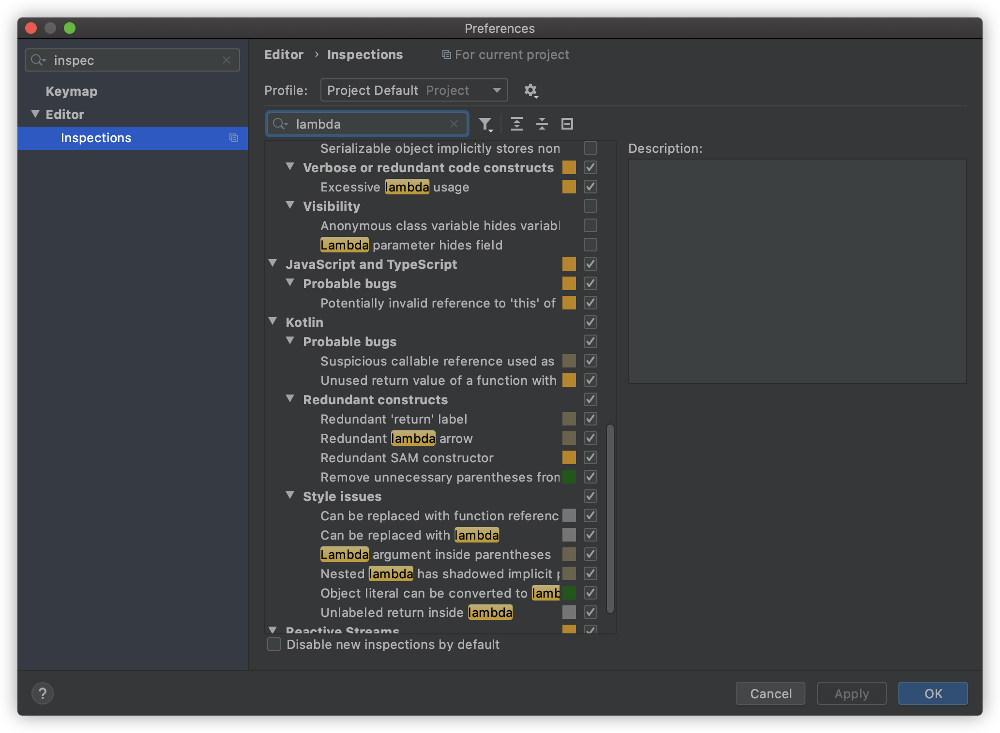 Preferences
inspec
Keymap
Editor
Inspections
Editor › Inspections
For current project
Profile:
Project Default Project
lambda
Serializable object implicitly stores non
Verbose or redundant code constructs
Excessive lambda usage
Visibility
Anonymous class variable hides variabl
Lambda parameter hides field
JavaScript and TypeScript
Probable bugs
Potentially invalid reference to 'this' of
Kotlin
Probable bugs
Suspicious callable reference used as
Unused return value of a function with
Redundant constructs
Redundant 'return' label
Redundant lambda arrow
Redundant SAM constructor
Remove unnecessary parentheses from
Style issues
Can be replaced with function referenc
Can be replaced with lambda
Lambda argument inside parentheses
Nested lambda has shadowed implicit p
Object literal can be converted to lamb
Unlabeled return inside lambda
Reactive Streams
Disable new inspections by default
Description:
?
Cancel
Apply
OK